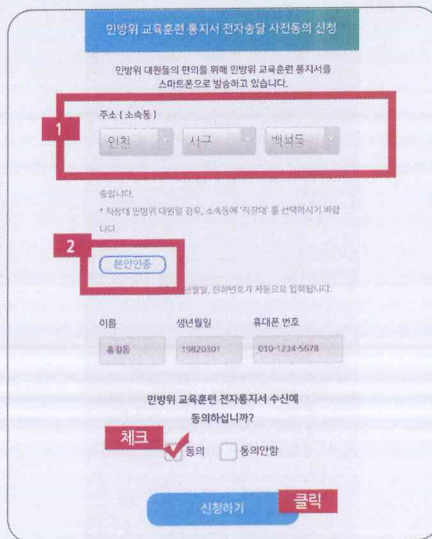 민방위 교육훈련 통지서 전자송달 사전동의 신청
민방위 대원들의 편의를 위해 민방위 교육훈련 통지서를
스마트폰으로 발송하고 있습니다.
1
주소 ( 소속동 )
인천 서구 백석동
중입니다.
* 직장대 민방위 대원일 경우, 소속동에 '직장대' 를 선택하시기 바랍
니다.
2
본인인증
년월일, 전화번호가 자동으로 입력됩니다.
이름 생년월일 휴대폰 번호
홍길동 19820301 010-1234-5678
민방위 교육훈련 전자통지서 수신에
동의하십니까?
체크
동의 동의안함
신청하기 클릭